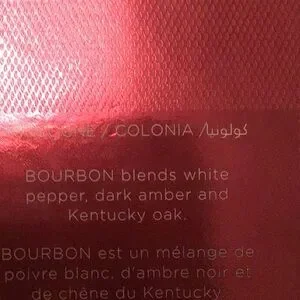 COLOGNE / COLONIA / كولونيا
BOURBON blends white
pepper, dark amber and
Kentucky oak.
BOURBON est un mélange de
poivre blanc, d'ambre noir et
de chêne du Kentucky.